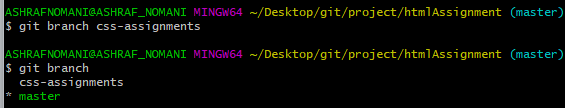 ASHRAFNOMANI@ASHRAF_NOMANI MINGW64 ~/Desktop/git/project/htmlAssignment (master)
$ git branch css-assignments
ASHRAFNOMANI@ASHRAF_NOMANI MINGW64 ~/Desktop/git/project/htmlAssignment (master)
$ git branch
  css-assignments
* master